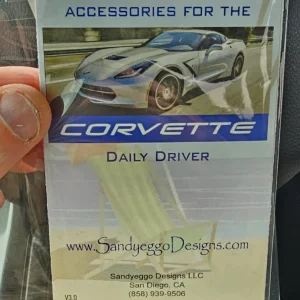 ACCESSORIES FOR THE
CORVETTE
DAILY DRIVER
www.SandyeggoDesigns.com
Sandyeggo Designs LLC
San Diego, CA
(858) 939-9506
V3.0